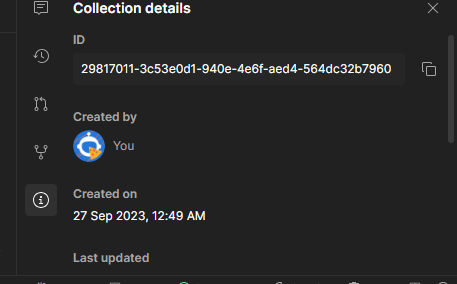 Collection details
ID
29817011-3c53e0d1-940e-4e6f-aed4-564dc32b7960
Created by
You
Created on
27 Sep 2023, 12:49 AM
Last updated